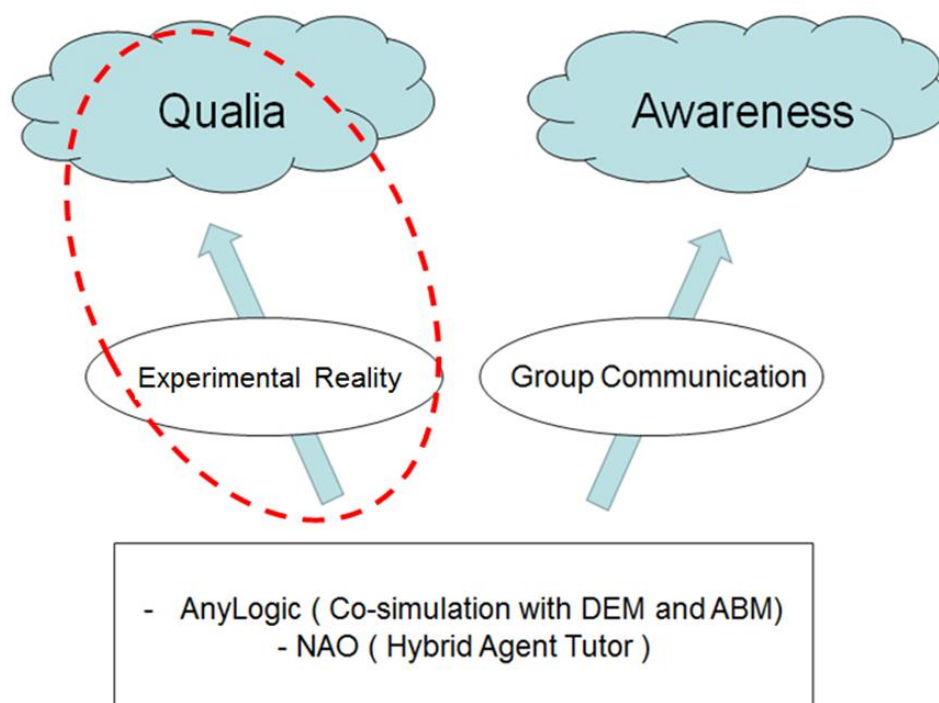 Qualia
Awareness
Experimental Reality
Group Communication
- AnyLogic ( Co-simulation with DEM and ABM)
- NAO ( Hybrid Agent Tutor )